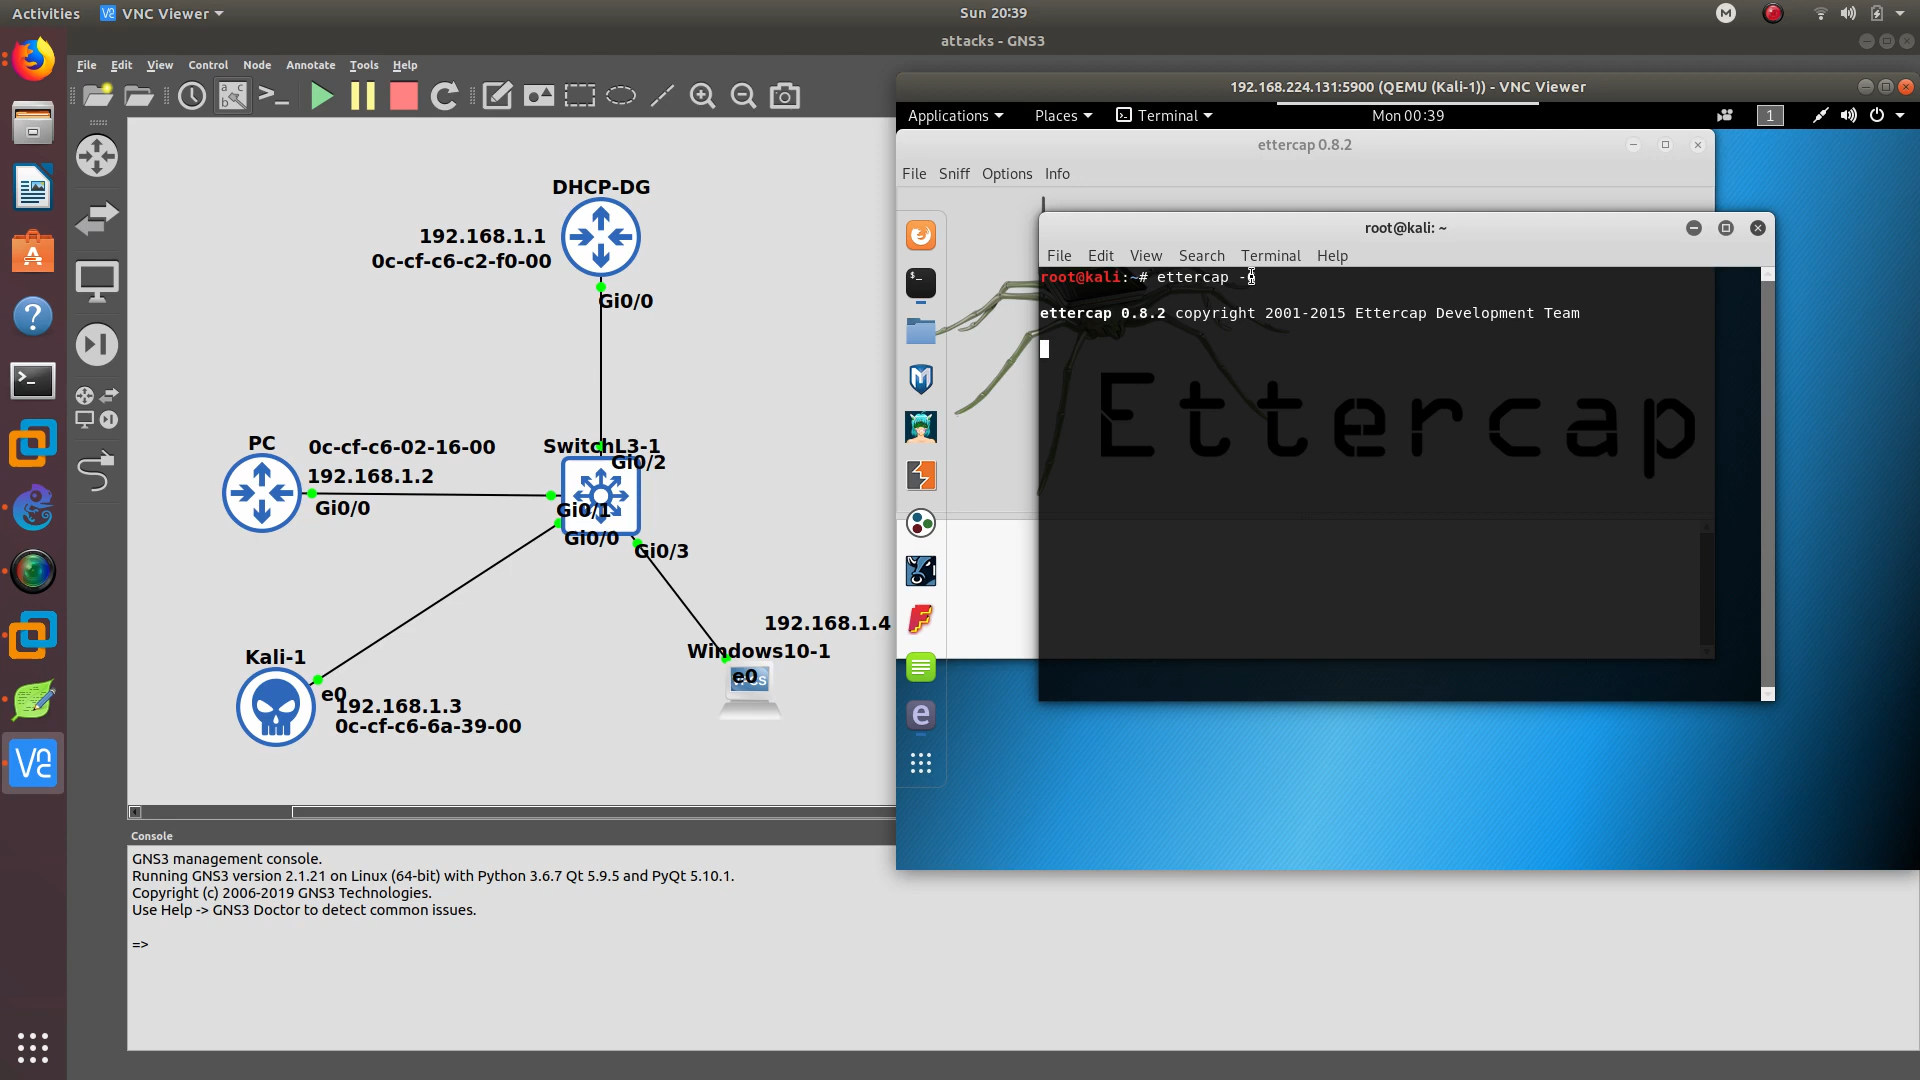 Activities VNC Viewer Sun 20:39
attacks - GNS3
File Edit View Control Node Annotate Tools Help
192.168.224.131:5900 (QEMU (Kali-1)) - VNC Viewer
Applications Places Terminal Mon 00:39 1
ettercap 0.8.2
File Sniff Options Info
root@kali: ~
File Edit View Search Terminal Help
root@kali:~# ettercap
ettercap 0.8.2 copyright 2001-2015 Ettercap Development Team
Ettercap
DHCP-DG
192.168.1.1
0c-cf-c6-c2-f0-00
Gi0/0
PC
0c-cf-c6-02-16-00
192.168.1.2
Gi0/0
SwitchL3-1
Gi0/2
Gi0/1
Gi0/0
Gi0/3
192.168.1.4
Windows10-1
e0
Kali-1
e0
192.168.1.3
0c-cf-c6-6a-39-00
Console
GNS3 management console.
Running GNS3 version 2.1.21 on Linux (64-bit) with Python 3.6.7 Qt 5.9.5 and PyQt 5.10.1.
Copyright (c) 2006-2019 GNS3 Technologies.
Use Help -> GNS3 Doctor to detect common issues.
=>